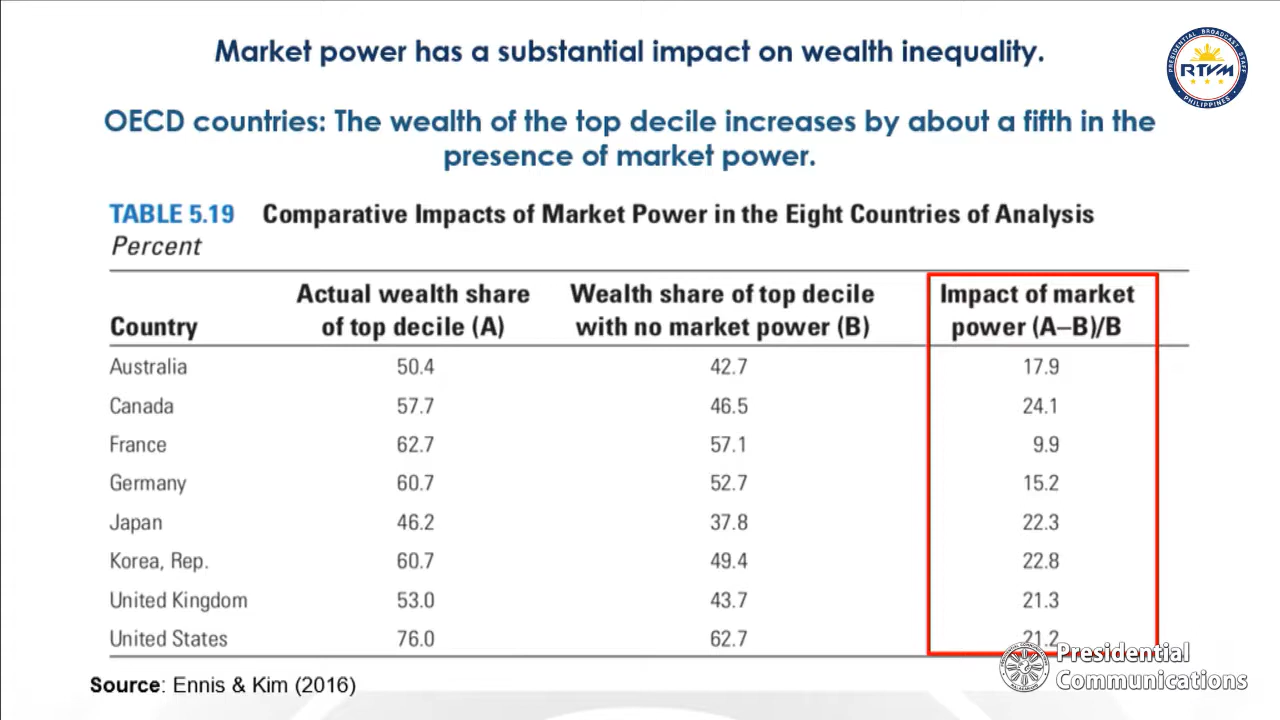 Market power has a substantial impact on wealth inequality.
PRESIDENTIAL BROADCAST STAFF
RTVM
PHILIPPINES
OECD countries: The wealth of the top decile increases by about a fifth in the
presence of market power.
TABLE 5.19 Comparative Impacts of Market Power in the Eight Countries of Analysis
Percent
Country Actual wealth share of top decile (A) Wealth share of top decile with no market power (B) Impact of market power (A–B)/B
Australia 50.4 42.7 17.9
Canada 57.7 46.5 24.1
France 62.7 57.1 9.9
Germany 60.7 52.7 15.2
Japan 46.2 37.8 22.3
Korea, Rep. 60.7 49.4 22.8
United Kingdom 53.0 43.7 21.3
United States 76.0 62.7 21.2
Source: Ennis & Kim (2016)
Presidential
Communications